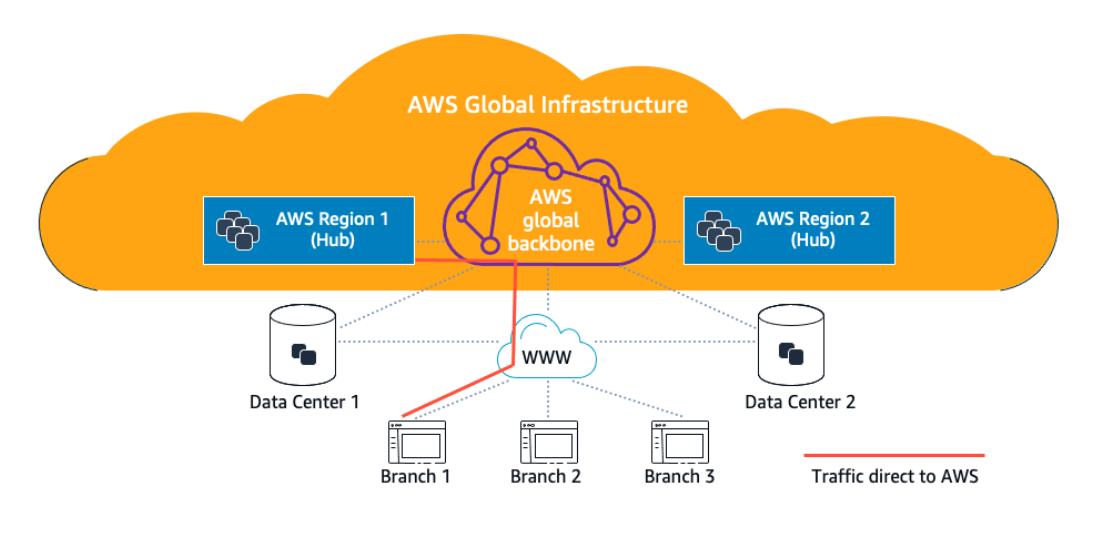 AWS Global Infrastructure
AWS Region 1
(Hub)
AWS
global
backbone
AWS Region 2
(Hub)
WWW
Data Center 1
Data Center 2
Branch 1
Branch 2
Branch 3
Traffic direct to AWS